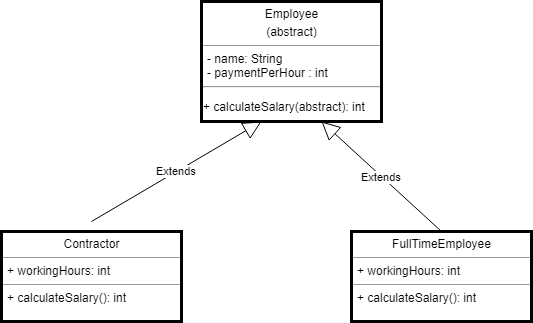 Employee
(abstract)
- name: String
- paymentPerHour : int
+ calculateSalary(abstract): int
Extends
Extends
Contractor
+ workingHours: int
+ calculateSalary(): int
FullTimeEmployee
+ workingHours: int
+ calculateSalary(): int